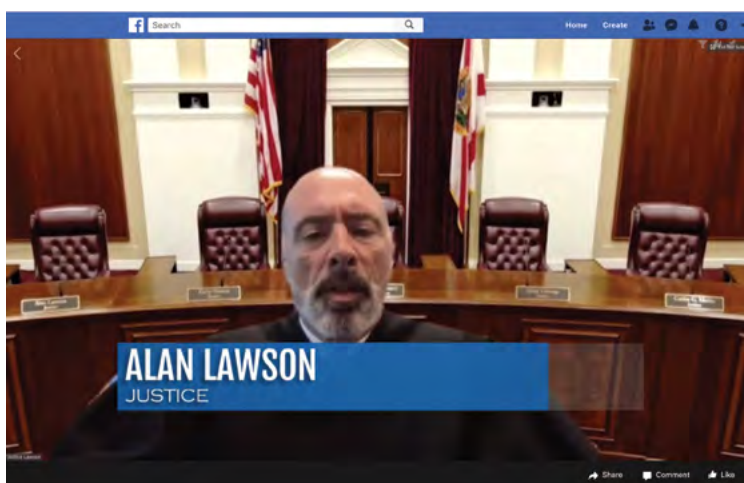 f
Search
Home Create
ALAN LAWSON
JUSTICE
Share Comment Like